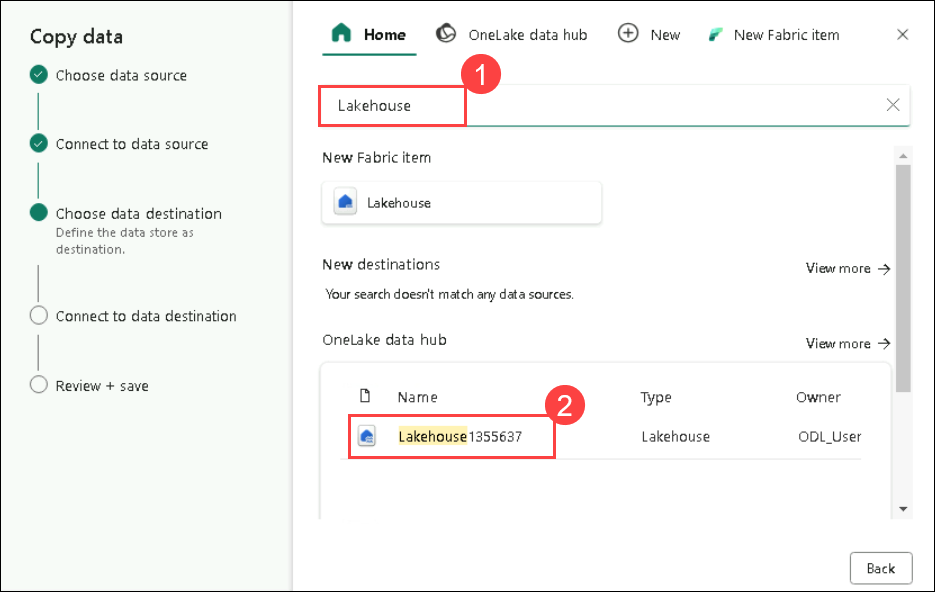 Copy data
Choose data source
Connect to data source
Choose data destination
Define the data store as
destination.
Connect to data destination
Review + save
Home
OneLake data hub
New
New Fabric item
1
Lakehouse
New Fabric item
Lakehouse
New destinations
View more
Your search doesn't match any data sources.
OneLake data hub
View more
Name Type Owner
2
Lakehouse1355637 Lakehouse ODL_User
Back